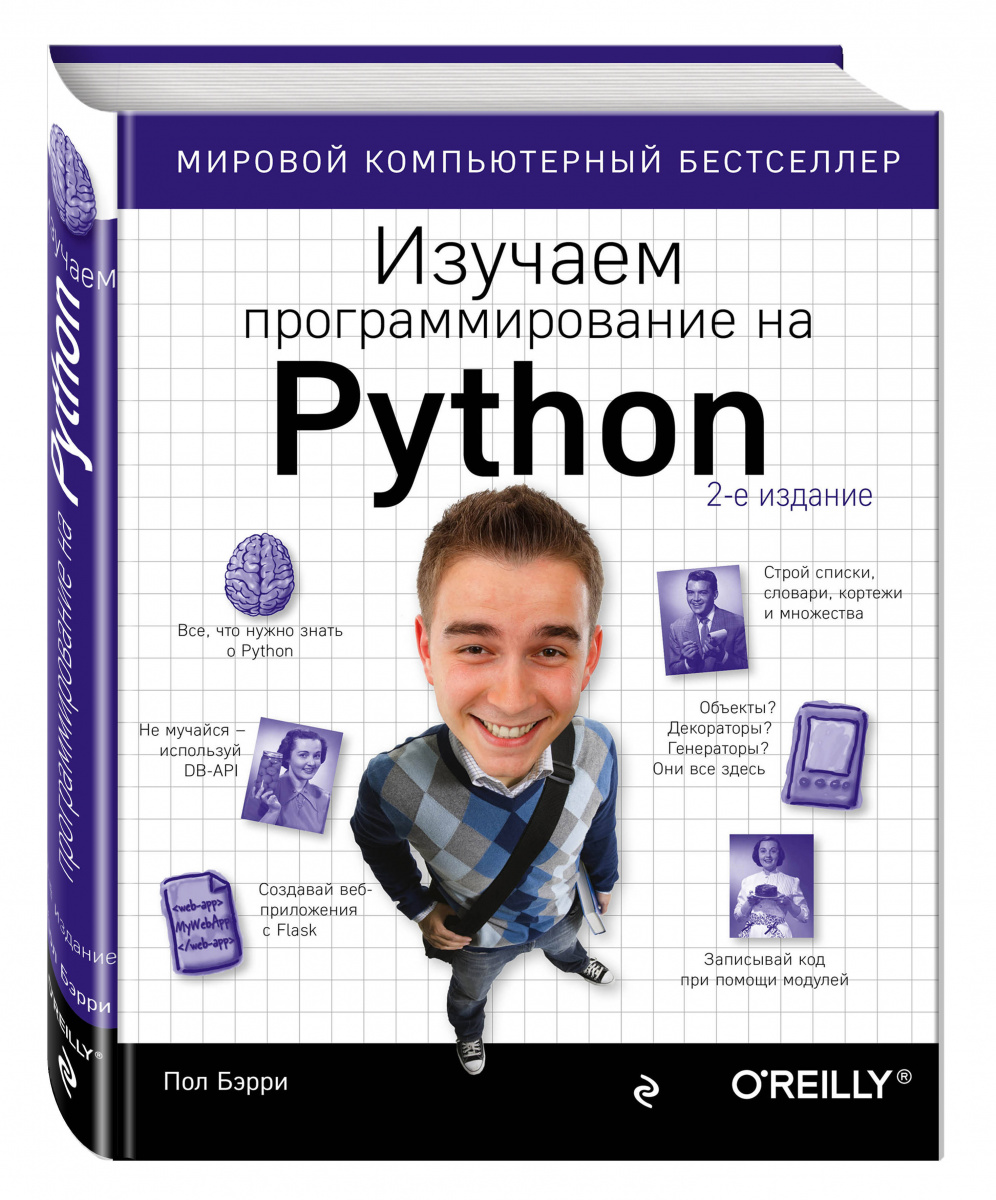 МИРОВОЙ КОМПЬЮТЕРНЫЙ БЕСТСЕЛЛЕР
Изучаем
программирование на
Python
2-е издание
Все, что нужно знать
о Python
Строй списки,
словари, кортежи
и множества
Не мучайся –
используй
DB-API
Объекты?
Декораторы?
Генераторы?
Они все здесь
<web-app>
MyWebApp
</web-app>
Создавай веб-
приложения
с Flask
Записывай код
при помощи модулей
Пол Бэрри
O'REILLY®
Изучаем
программирование на Python
издание
Бэрри
O'REILLY®